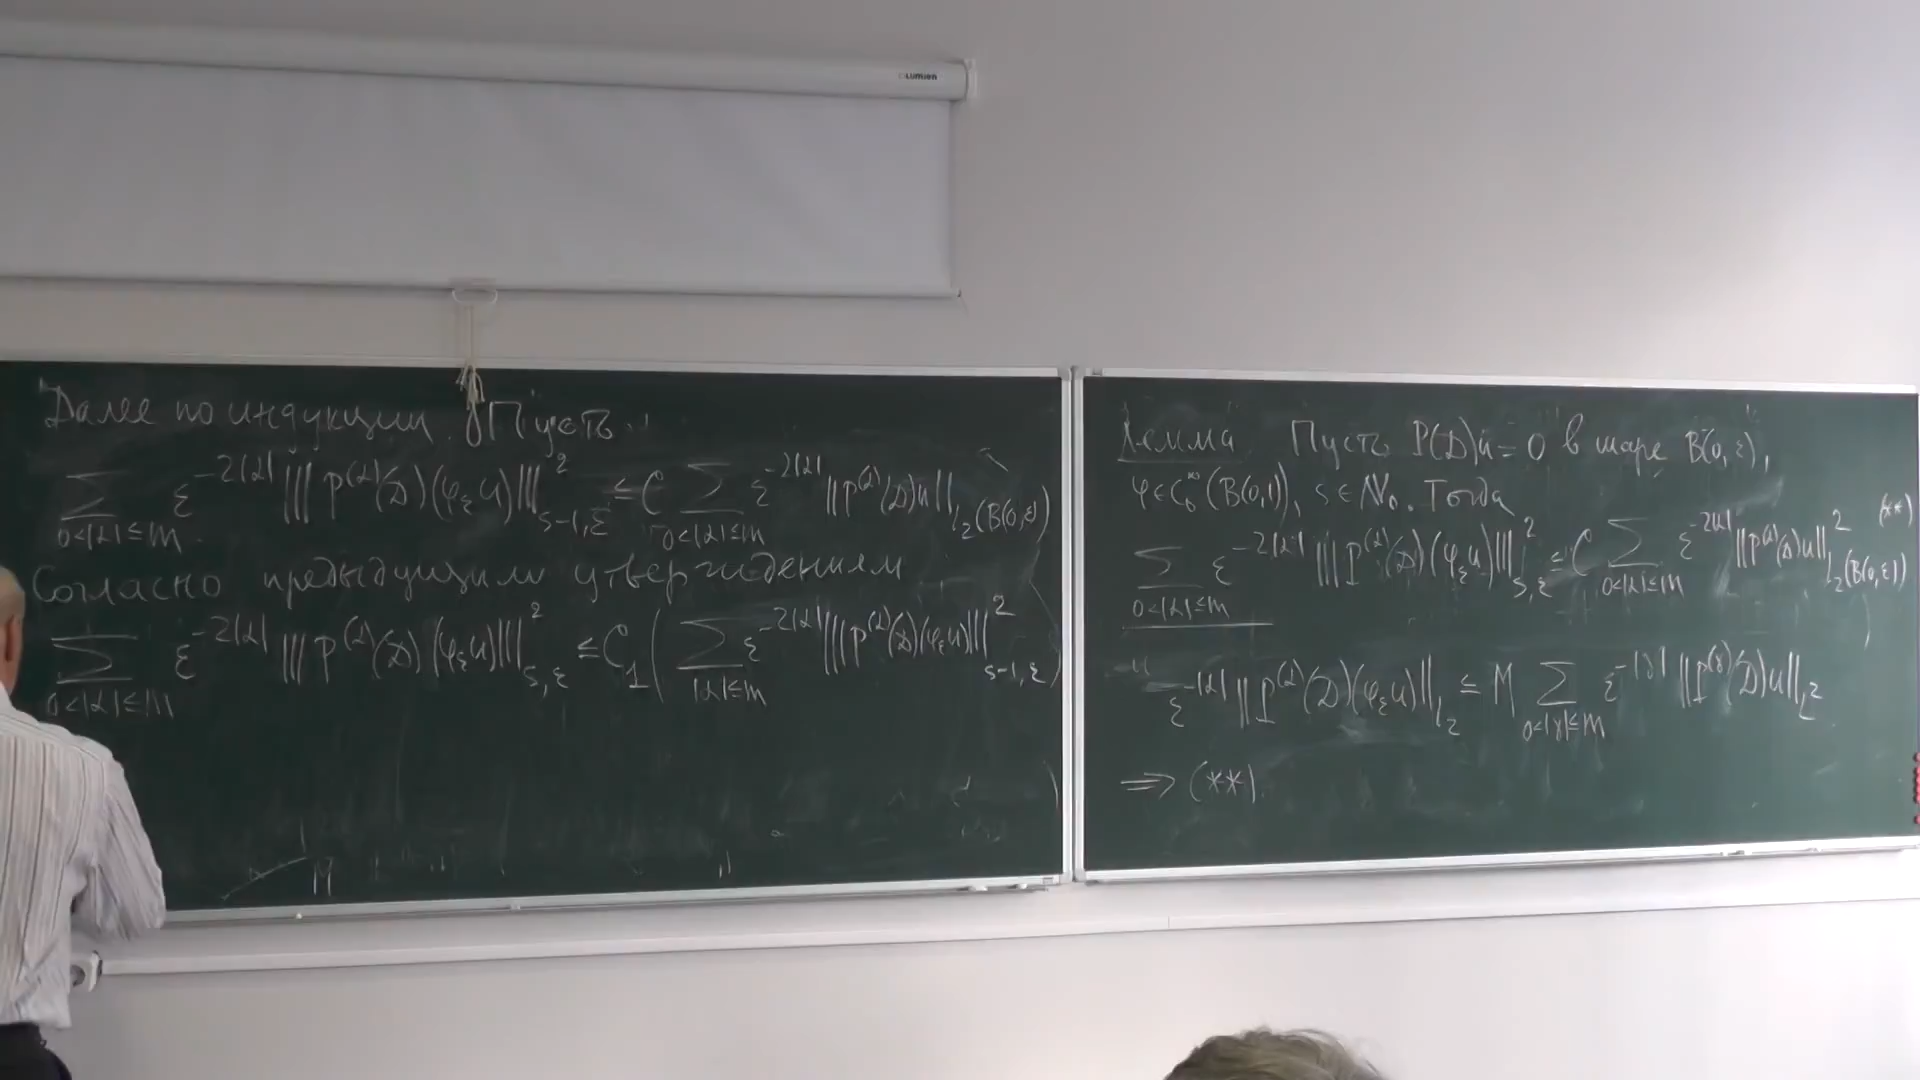 LUMIEN
Далее по индукции. Пусть
∑_{0<|α|≤m} ε^{-2|α|} |||P^{(α)}(D)(φ_ε u)|||²_{s-1,ε} ≤ C ∑_{0<|α|≤m} ε^{-2|α|} ||P^{(α)}(D)u||_{L_2(B(0,ε))}
Согласно предыдущим утверждениям
∑_{0<|α|≤m} ε^{-2|α|} |||P^{(α)}(D)(φ_ε u)|||²_{s,ε} ≤ C_1( ∑_{|α|≤m} ε^{-2|α|} |||P^{(α)}(D)(φ_ε u)|||²_{s-1,ε}
Лемма. Пусть P(D)u=0 в шаре B(0,ε),
φ∈C_0^∞(B(0,1)), s∈N_0. Тогда
∑_{0<|α|≤m} ε^{-2|α|} |||P^{(α)}(D)(φ_ε u)|||²_{s,ε} ≤ C ∑_{0<|α|≤m} ε^{-2|α|} ||P^{(α)}(D)u||²_{L_2(B(0,ε))} (**)
ε^{-|α|} ||P^{(α)}(D)(φ_ε u)||_{L_2} ≤ M ∑_{0<|γ|≤m} ε^{-|γ|} ||P^{(γ)}(D)u||_{L_2}
⇒ (**).